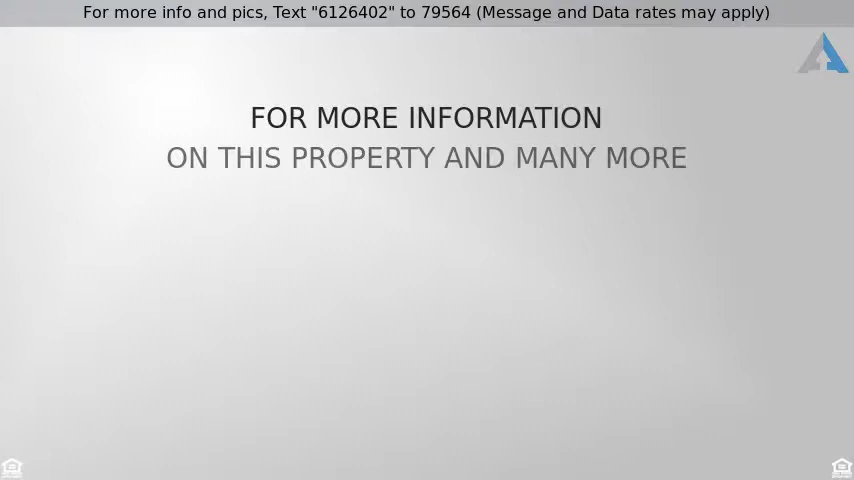 For more info and pics, Text "6126402" to 79564 (Message and Data rates may apply)
FOR MORE INFORMATION
ON THIS PROPERTY AND MANY MORE